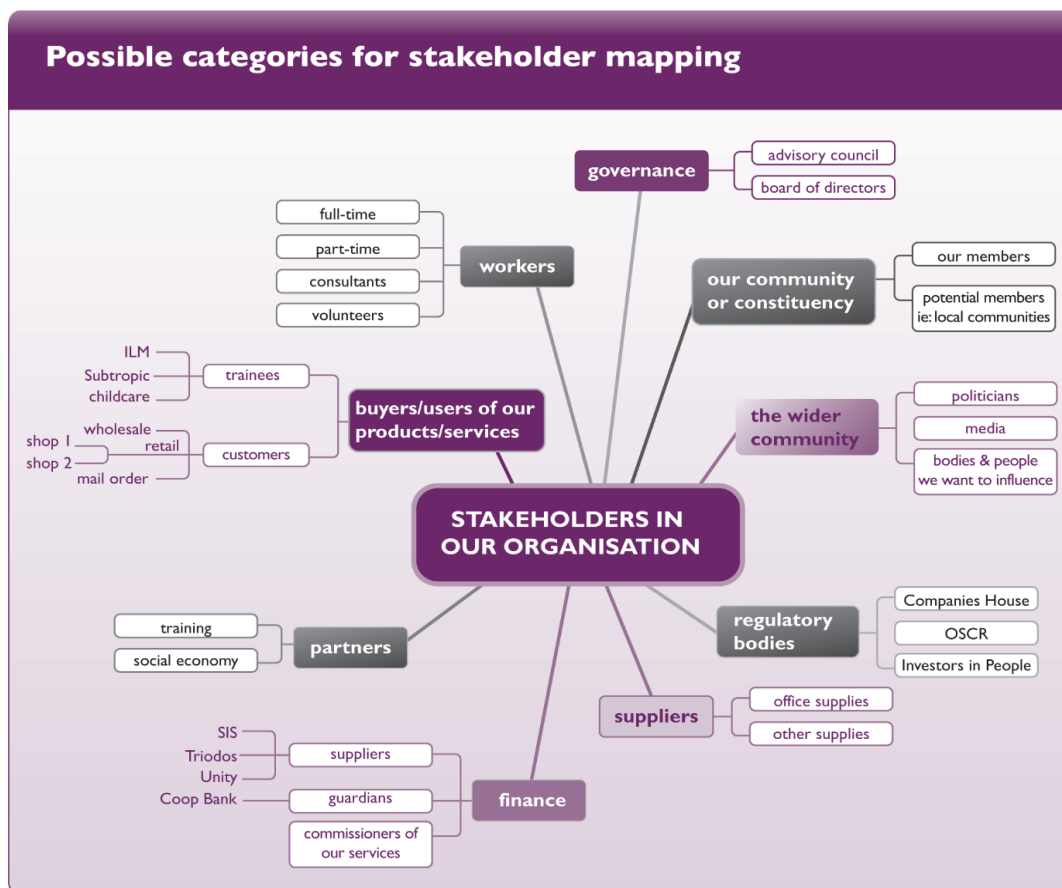 Possible categories for stakeholder mapping
governance
advisory council
board of directors
full-time
part-time
consultants
volunteers
workers
our community
or constituency
our members
potential members
ie: local communities
ILM
Subtropic
childcare
trainees
wholesale
retail
shop 1
shop 2
mail order
customers
buyers/users of our
products/services
the wider
community
politicians
media
bodies & people
we want to influence
STAKEHOLDERS IN
OUR ORGANISATION
training
social economy
partners
regulatory
bodies
Companies House
OSCR
Investors in People
suppliers
office supplies
other supplies
SIS
Triodos
Unity
suppliers
Coop Bank
guardians
commissioners of
our services
finance